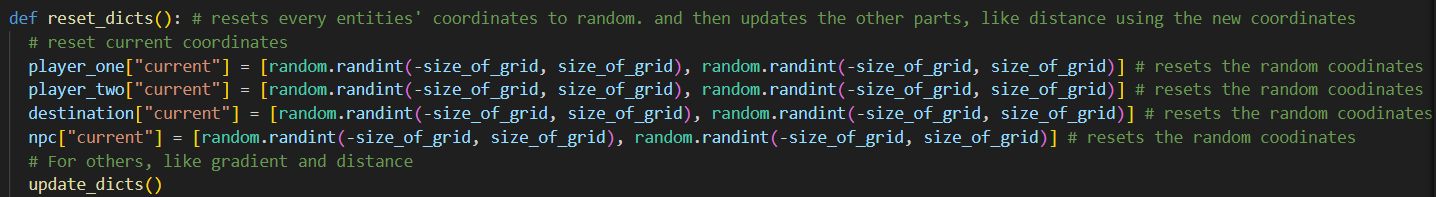 def reset_dicts(): # resets every entities' coordinates to random. and then updates the other parts, like distance using the new coordinates
# reset current coordinates
player_one["current"] = [random.randint(-size_of_grid, size_of_grid), random.randint(-size_of_grid, size_of_grid)] # resets the random coodinates
player_two["current"] = [random.randint(-size_of_grid, size_of_grid), random.randint(-size_of_grid, size_of_grid)] # resets the random coodinates
destination["current"] = [random.randint(-size_of_grid, size_of_grid), random.randint(-size_of_grid, size_of_grid)] # resets the random coodinates
npc["current"] = [random.randint(-size_of_grid, size_of_grid), random.randint(-size_of_grid, size_of_grid)] # resets the random coodinates
# For others, like gradient and distance
update_dicts()